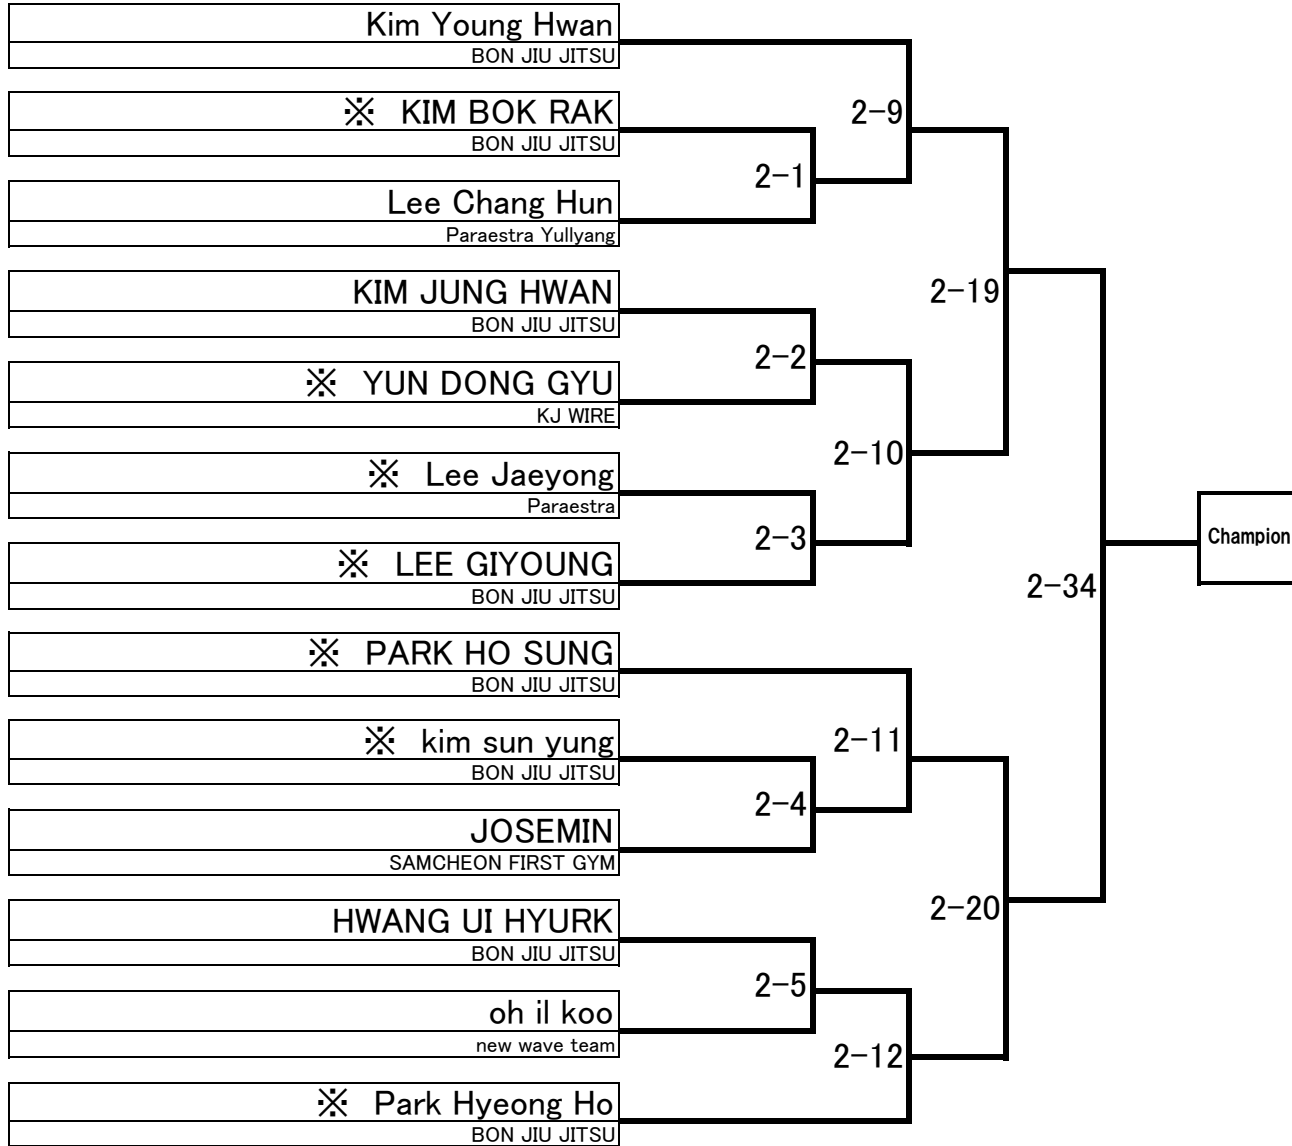 Kim Young Hwan
BON JIU JITSU
※ KIM BOK RAK
BON JIU JITSU
Lee Chang Hun
Paraestra Yullyang
KIM JUNG HWAN
BON JIU JITSU
※ YUN DONG GYU
KJ WIRE
※ Lee Jaeyong
Paraestra
※ LEE GIYOUNG
BON JIU JITSU
※ PARK HO SUNG
BON JIU JITSU
※ kim sun yung
BON JIU JITSU
JOSEMIN
SAMCHEON FIRST GYM
HWANG UI HYURK
BON JIU JITSU
oh il koo
new wave team
※ Park Hyeong Ho
BON JIU JITSU
2-1
2-2
2-3
2-4
2-5
2-9
2-10
2-11
2-12
2-19
2-20
2-34
Champion